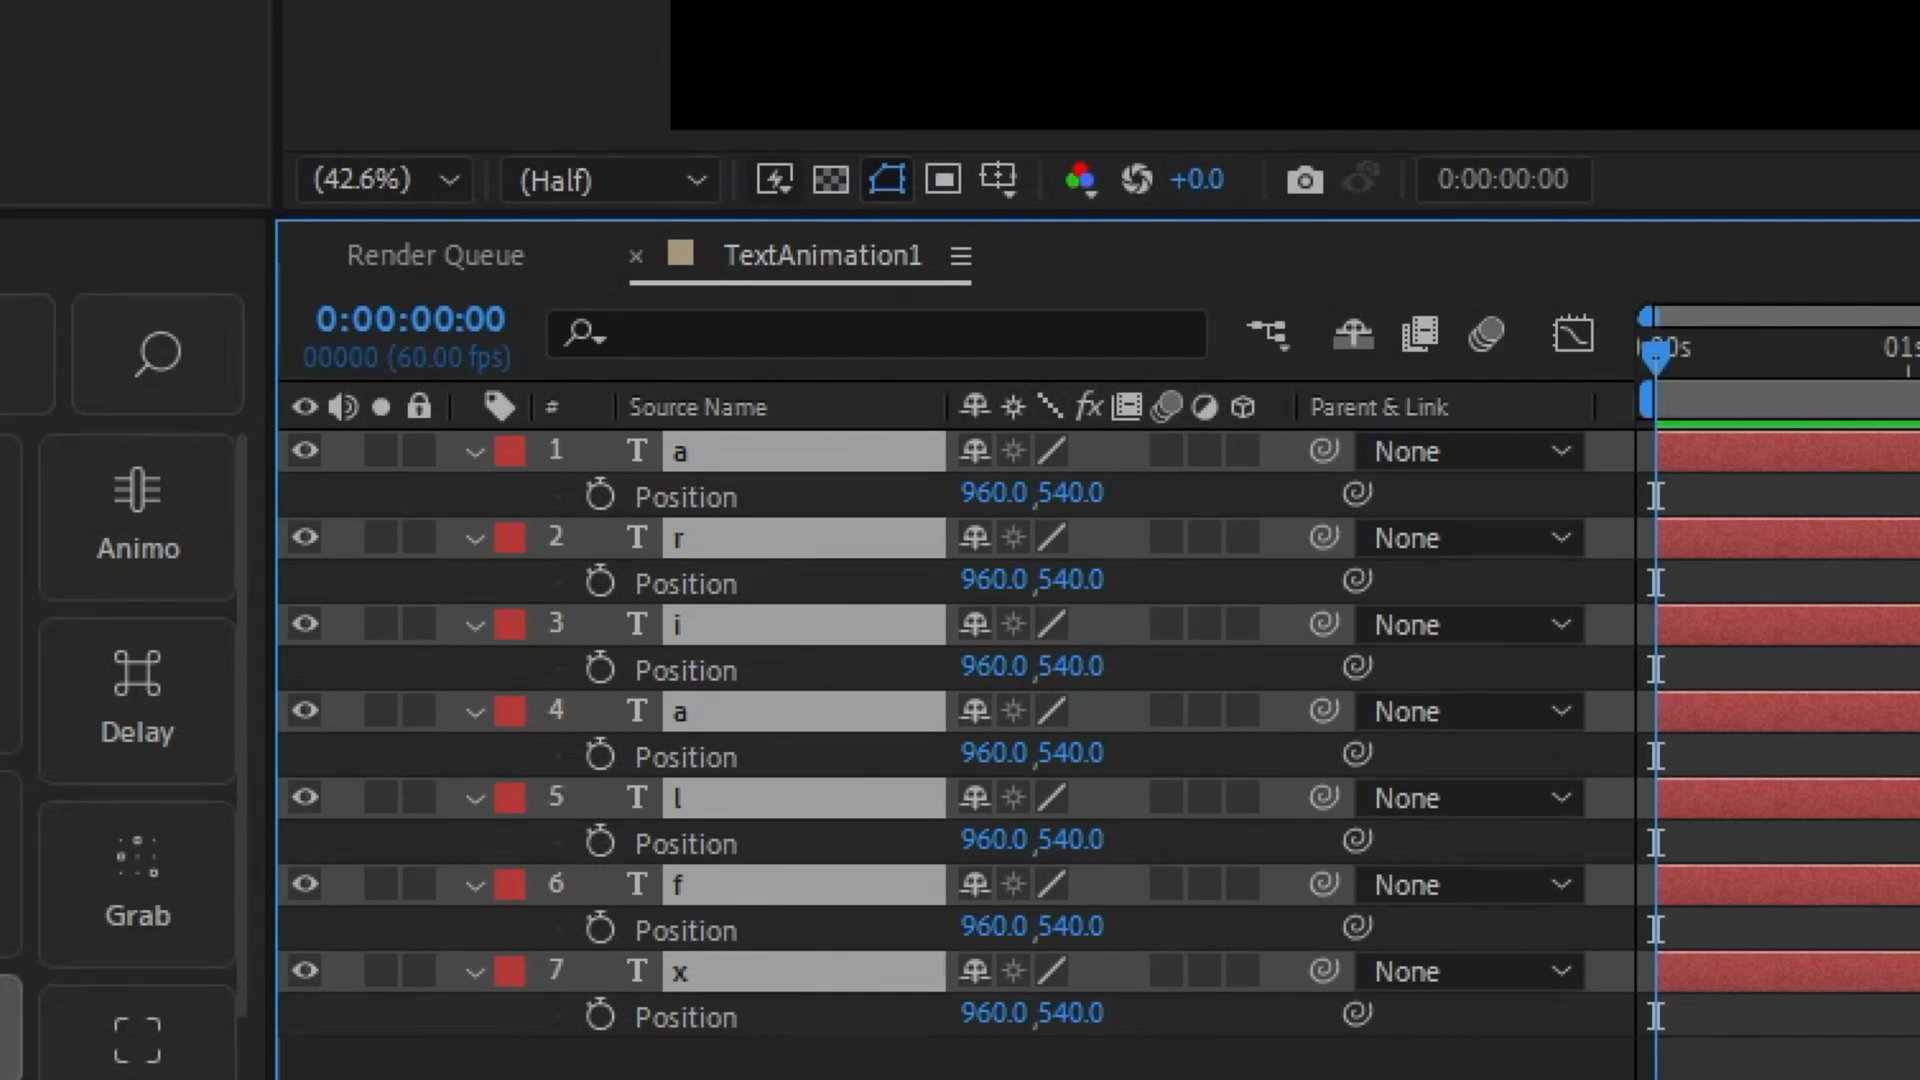 (42.6%) (Half) +0.0 0:00:00:00
Render Queue × TextAnimation1
0:00:00:00
00000 (60.00 fps)
00s 01s
# Source Name fx Parent & Link
1 T a None
Position 960.0,540.0
2 T r None
Position 960.0,540.0
3 T i None
Position 960.0,540.0
4 T a None
Position 960.0,540.0
5 T l None
Position 960.0,540.0
6 T f None
Position 960.0,540.0
7 T x None
Position 960.0,540.0
Animo
Delay
Grab